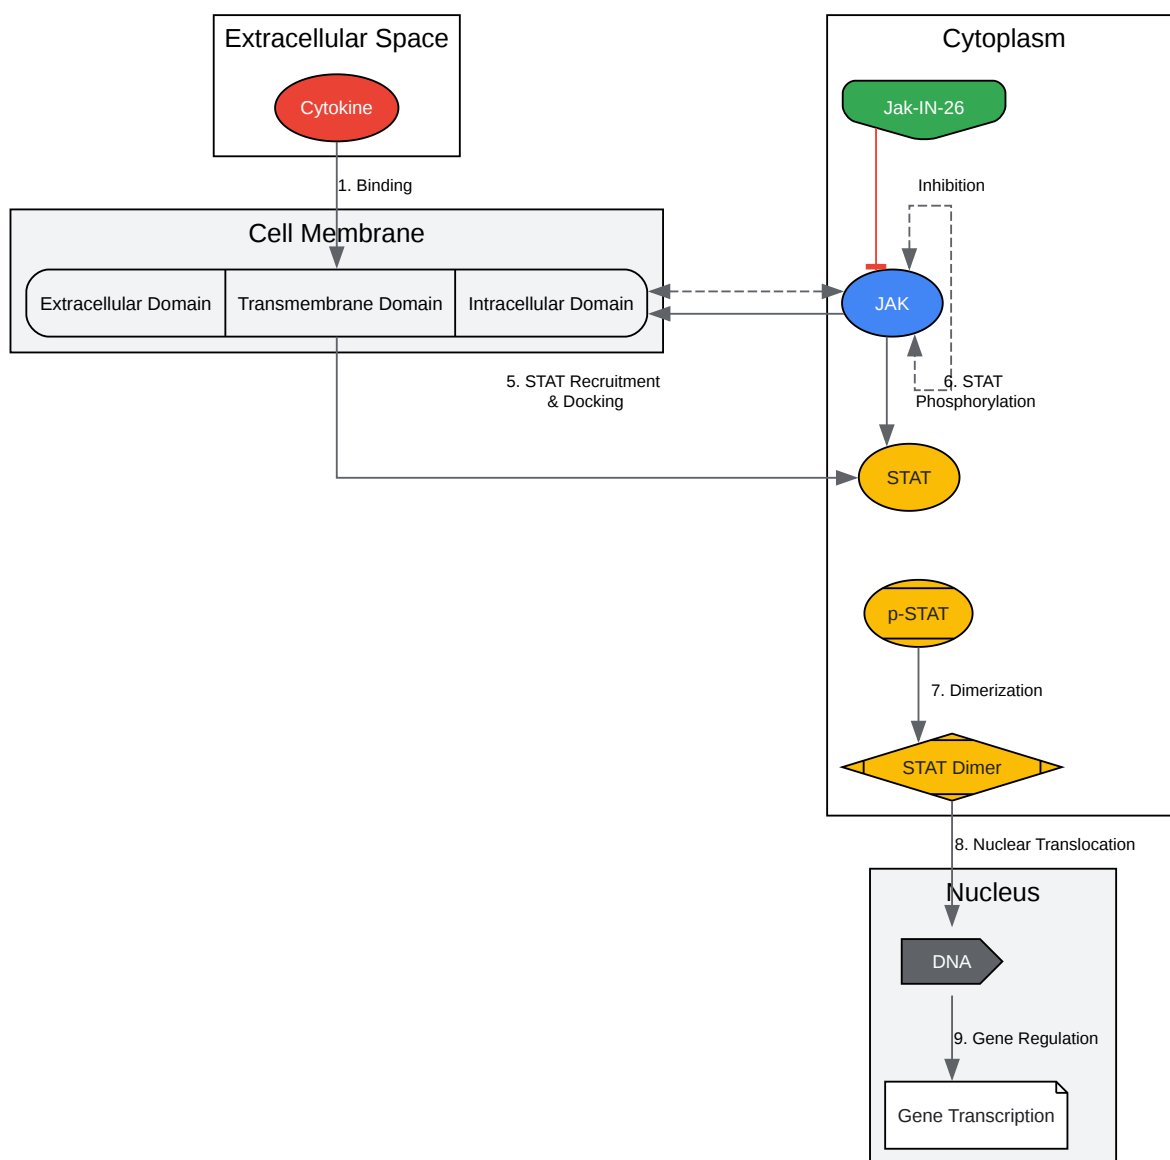 Extracellular Space
Cytoplasm
Cytokine
Jak-IN-26
1. Binding
Inhibition
Cell Membrane
Extracellular Domain
Transmembrane Domain
Intracellular Domain
JAK
5. STAT Recruitment
& Docking
6. STAT
Phosphorylation
STAT
p-STAT
7. Dimerization
STAT Dimer
8. Nuclear Translocation
Nucleus
DNA
9. Gene Regulation
Gene Transcription